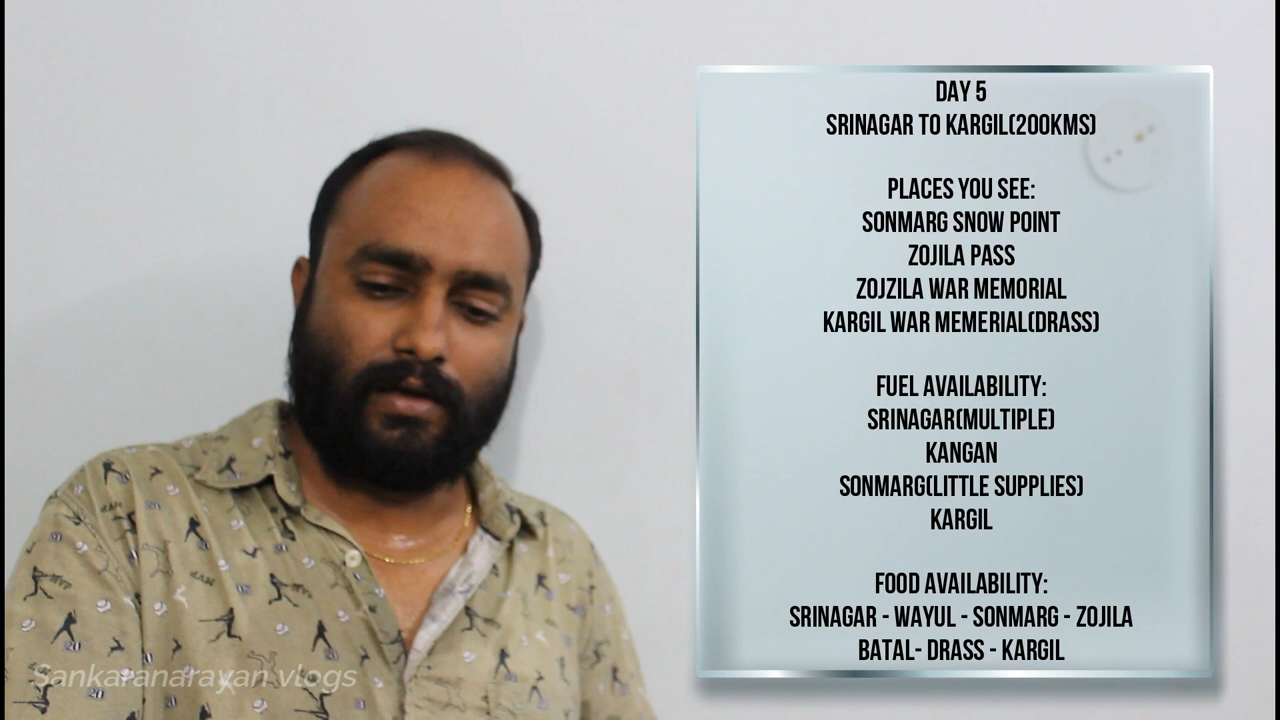 DAY 5
SRINAGAR TO KARGIL(200KMS)
PLACES YOU SEE:
SONMARG SNOW POINT
ZOJILA PASS
ZOJZILA WAR MEMORIAL
KARGIL WAR MEMERIAL(DRASS)
FUEL AVAILABILITY:
SRINAGAR(MULTIPLE)
KANGAN
SONMARG(LITTLE SUPPLIES)
KARGIL
FOOD AVAILABILITY:
SRINAGAR - WAYUL - SONMARG - ZOJILA
BATAL- DRASS - KARGIL
Sankaranarayan vlogs